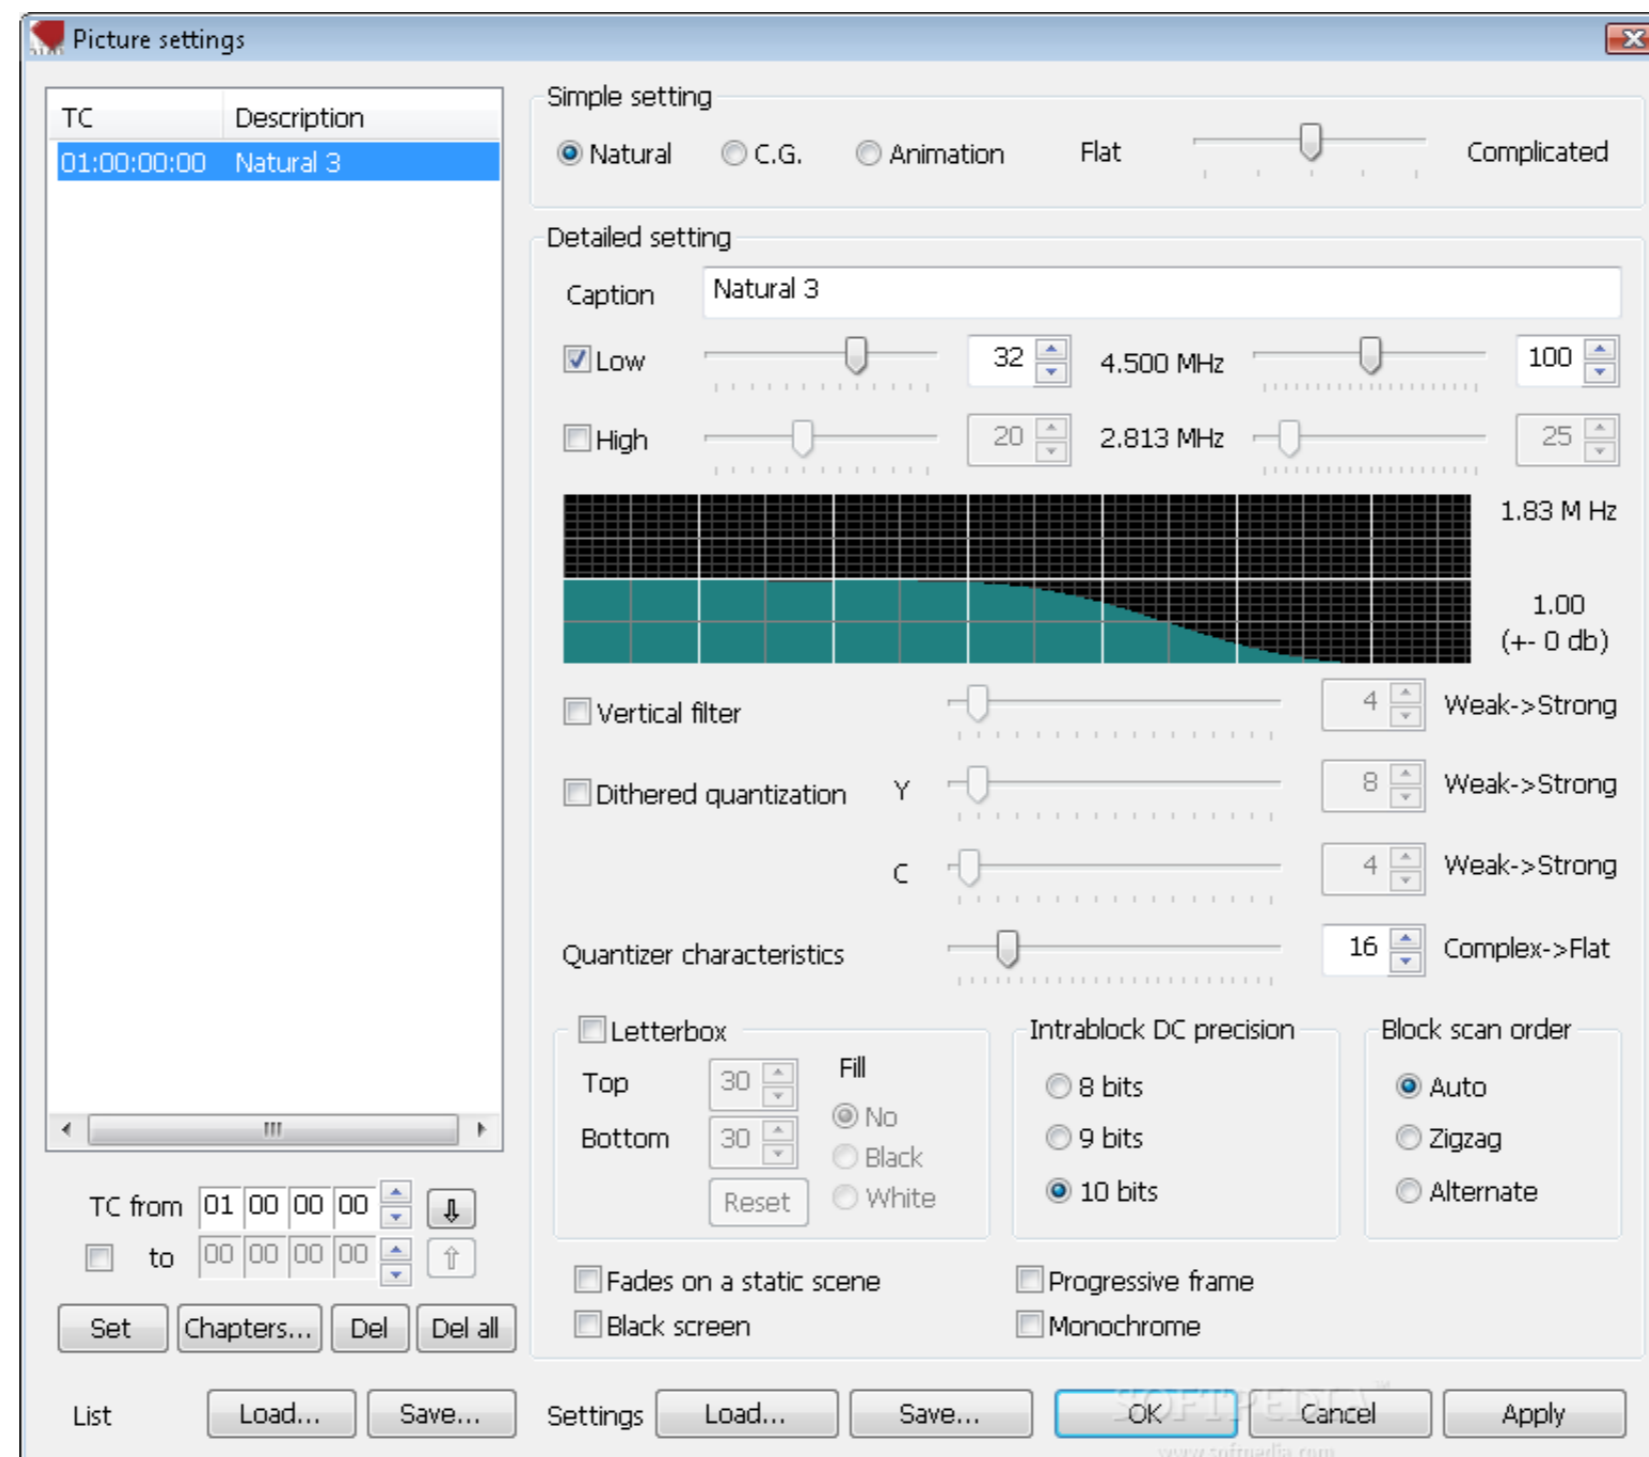 Picture settings
TC Description
01:00:00:00 Natural 3
TC from 01 00 00 00
to 00 00 00 00
Set Chapters... Del Del all
List Load... Save...
Simple setting
Natural C.G. Animation Flat Complicated
Detailed setting
Caption Natural 3
Low 32 4.500 MHz 100
High 20 2.813 MHz 25
1.83 M Hz
1.00
(+- 0 db)
Vertical filter 4 Weak->Strong
Dithered quantization Y 8 Weak->Strong
C 4 Weak->Strong
Quantizer characteristics 16 Complex->Flat
Letterbox
Top 30
Bottom 30
Reset
Fill
No
Black
White
Intrablock DC precision
8 bits
9 bits
10 bits
Block scan order
Auto
Zigzag
Alternate
Fades on a static scene Progressive frame
Black screen Monochrome
Settings Load... Save... OK Cancel Apply
SOFTPEDIA™
www.softpedia.com